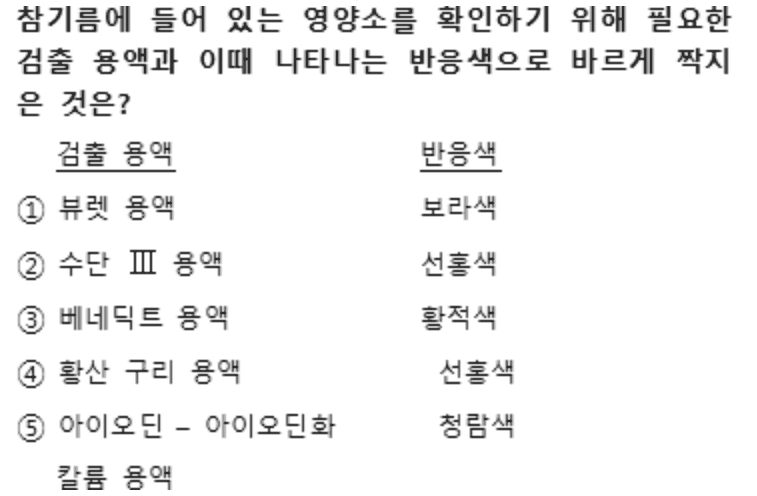 참기름에 들어 있는 영양소를 확인하기 위해 필요한
검출 용액과 이때 나타나는 반응색으로 바르게 짝지
은 것은?
검출 용액 반응색
① 뷰렛 용액 보라색
② 수단 Ⅲ 용액 선홍색
③ 베네딕트 용액 황적색
④ 황산 구리 용액 선홍색
⑤ 아이오딘 – 아이오딘화 청람색
칼륨 용액